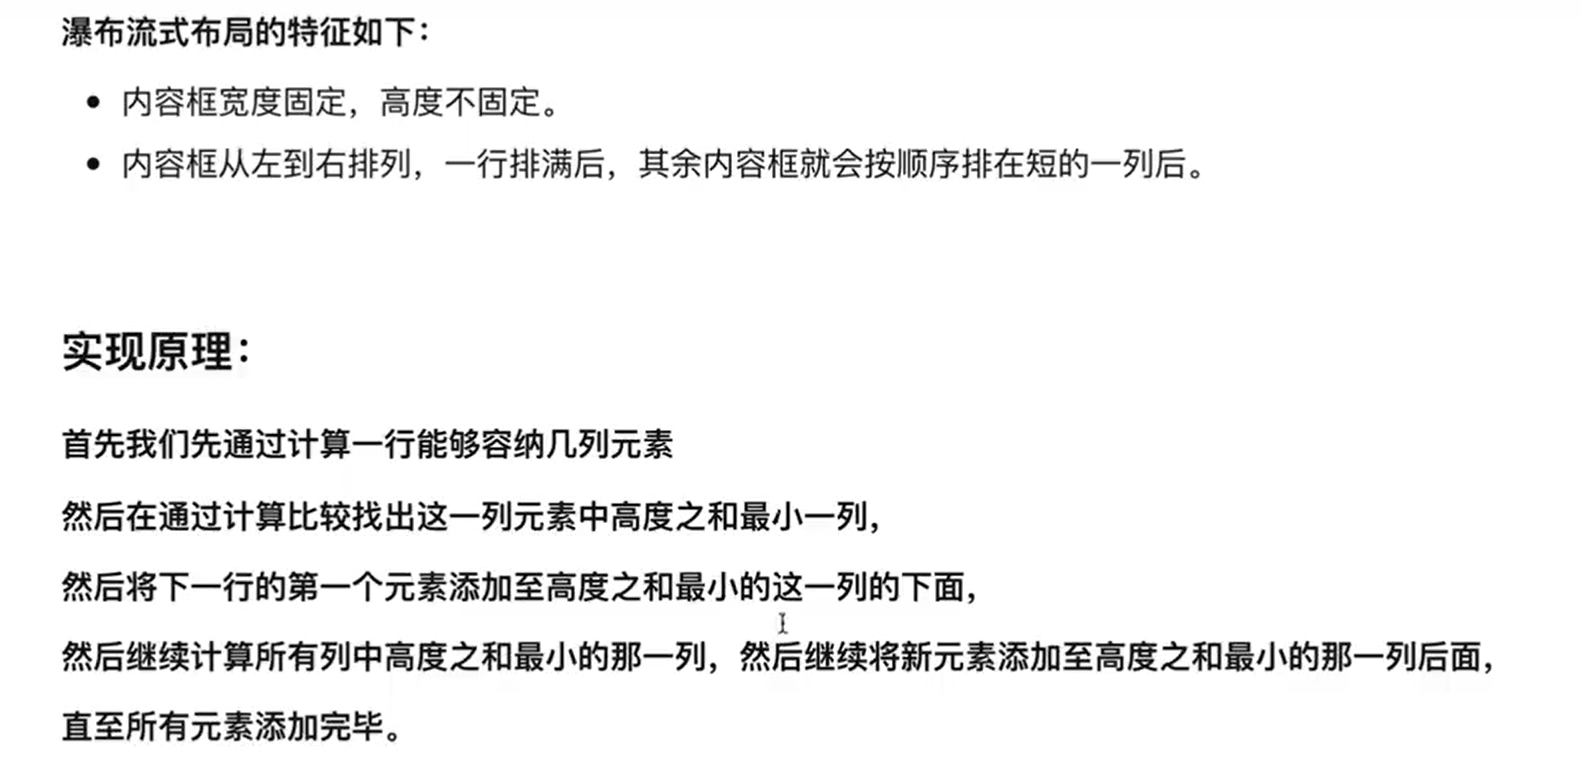 瀑布流式布局的特征如下：
内容框宽度固定，高度不固定。
内容框从左到右排列，一行排满后，其余内容框就会按顺序排在短的一列后。
实现原理：
首先我们先通过计算一行能够容纳几列元素
然后在通过计算比较找出这一列元素中高度之和最小一列，
然后将下一行的第一个元素添加至高度之和最小的这一列的下面，
然后继续计算所有列中高度之和最小的那一列，然后继续将新元素添加至高度之和最小的那一列后面，
直至所有元素添加完毕。